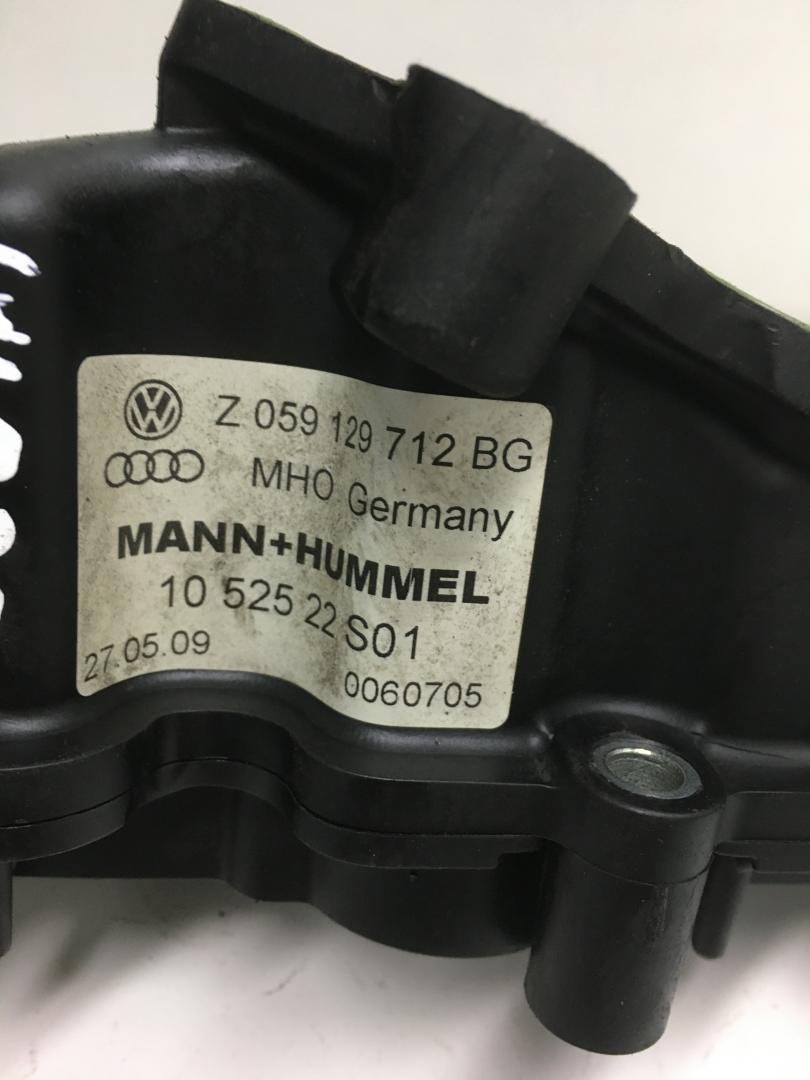 Z 059 129 712 BG
MHO Germany
MANN+HUMMEL
10 525 22 S01
27.05.09
0060705